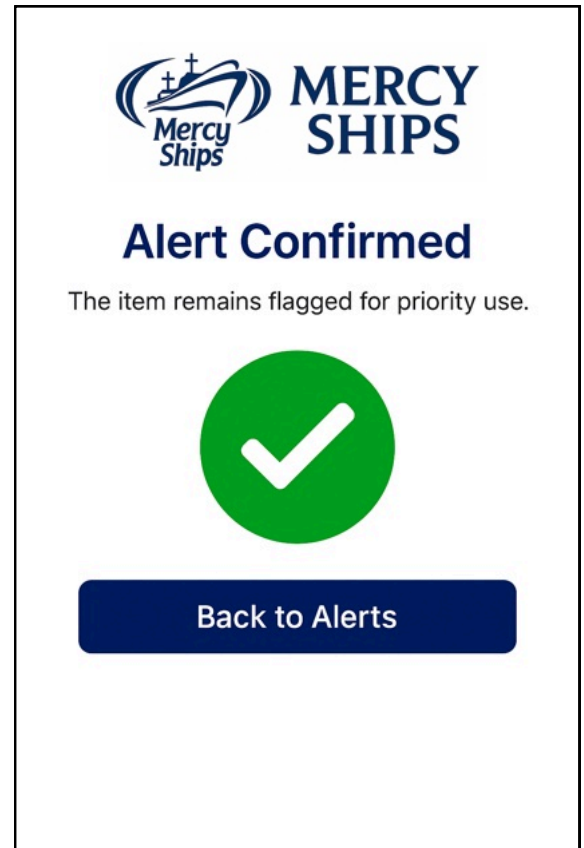 Mercy
Ships
MERCY
SHIPS
Alert Confirmed
The item remains flagged for priority use.
Back to Alerts